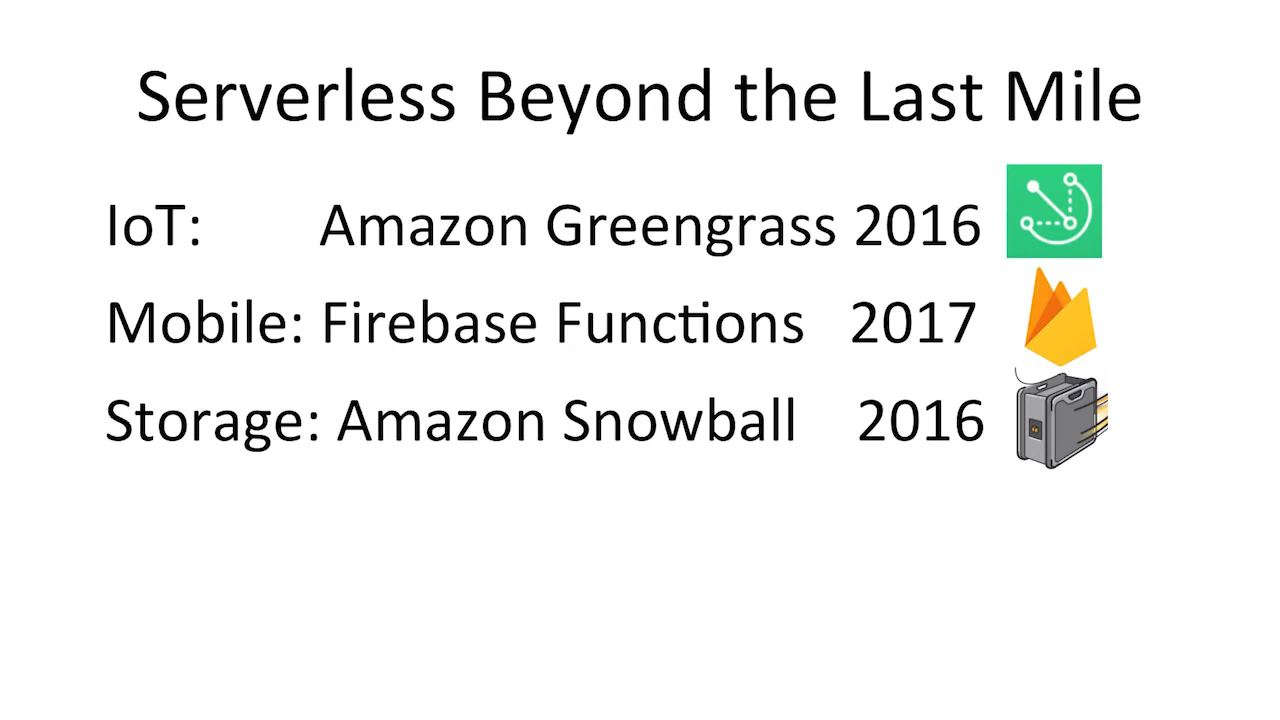 Serverless Beyond the Last Mile
IoT: Amazon Greengrass 2016
Mobile: Firebase Functions 2017
Storage: Amazon Snowball 2016